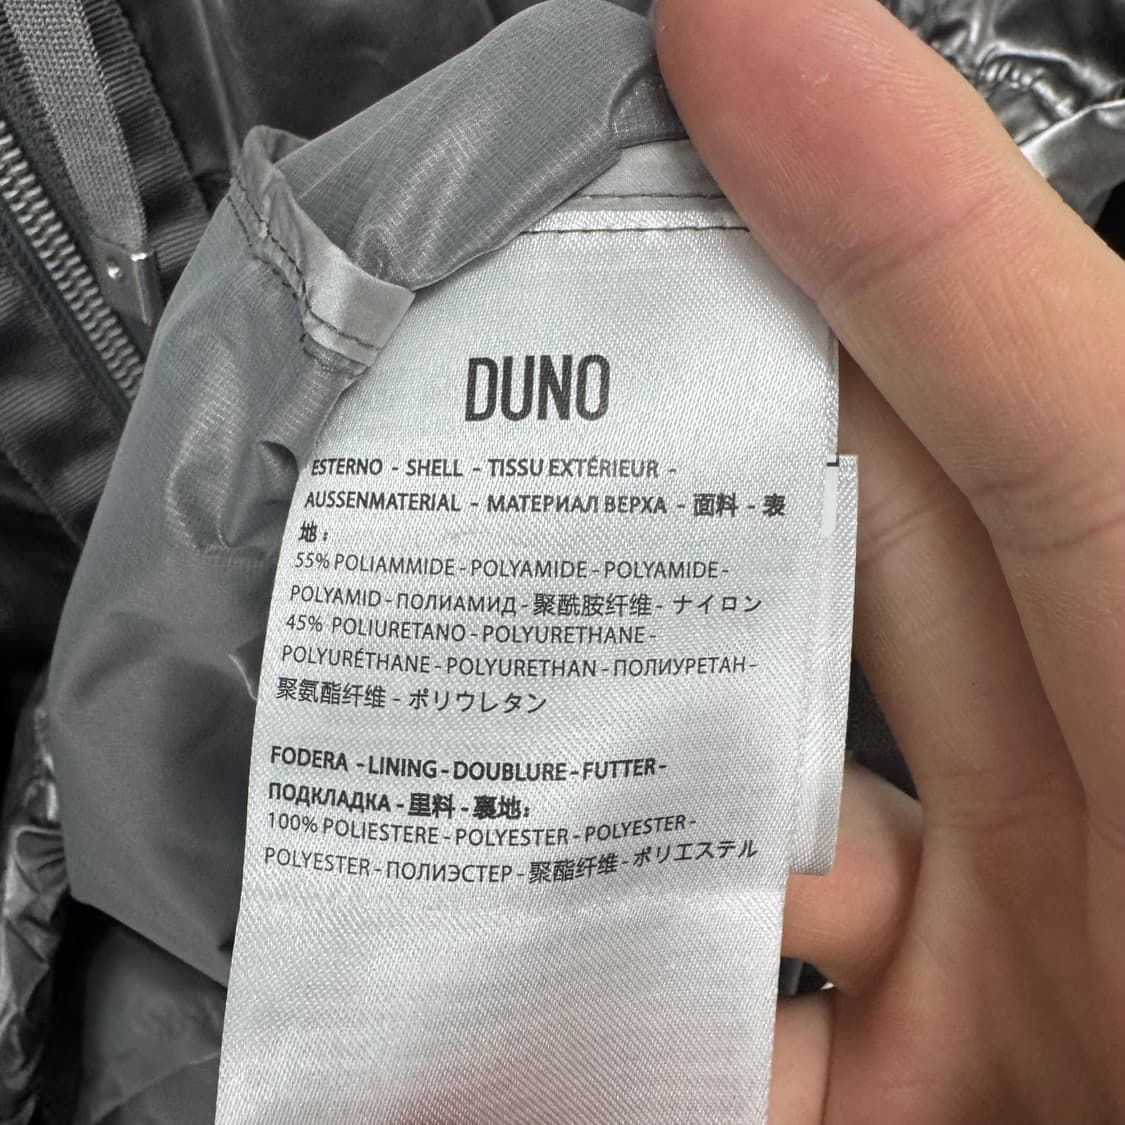 DUNO
ESTERNO - SHELL - TISSU EXTÉRIEUR -
AUSSENMATERIAL - МАТЕРИАЛ ВЕРХА - 面料 - 表
地：
55% POLIAMMIDE - POLYAMIDE - POLYAMIDE -
POLYAMID - ПОЛИАМИД - 聚酰胺纤维 - ナイロン
45% POLIURETANO - POLYURETHANE -
POLYURÉTHANE - POLYURETHAN - ПОЛИУРЕТАН -
聚氨酯纤维 - ポリウレタン
FODERA - LINING - DOUBLURE - FUTTER -
ПОДКЛАДКА - 里料 - 裏地：
100% POLIESTERE - POLYESTER - POLYESTER -
POLYESTER - ПОЛИЭСТЕР - 聚酯纤维 - ポリエステル